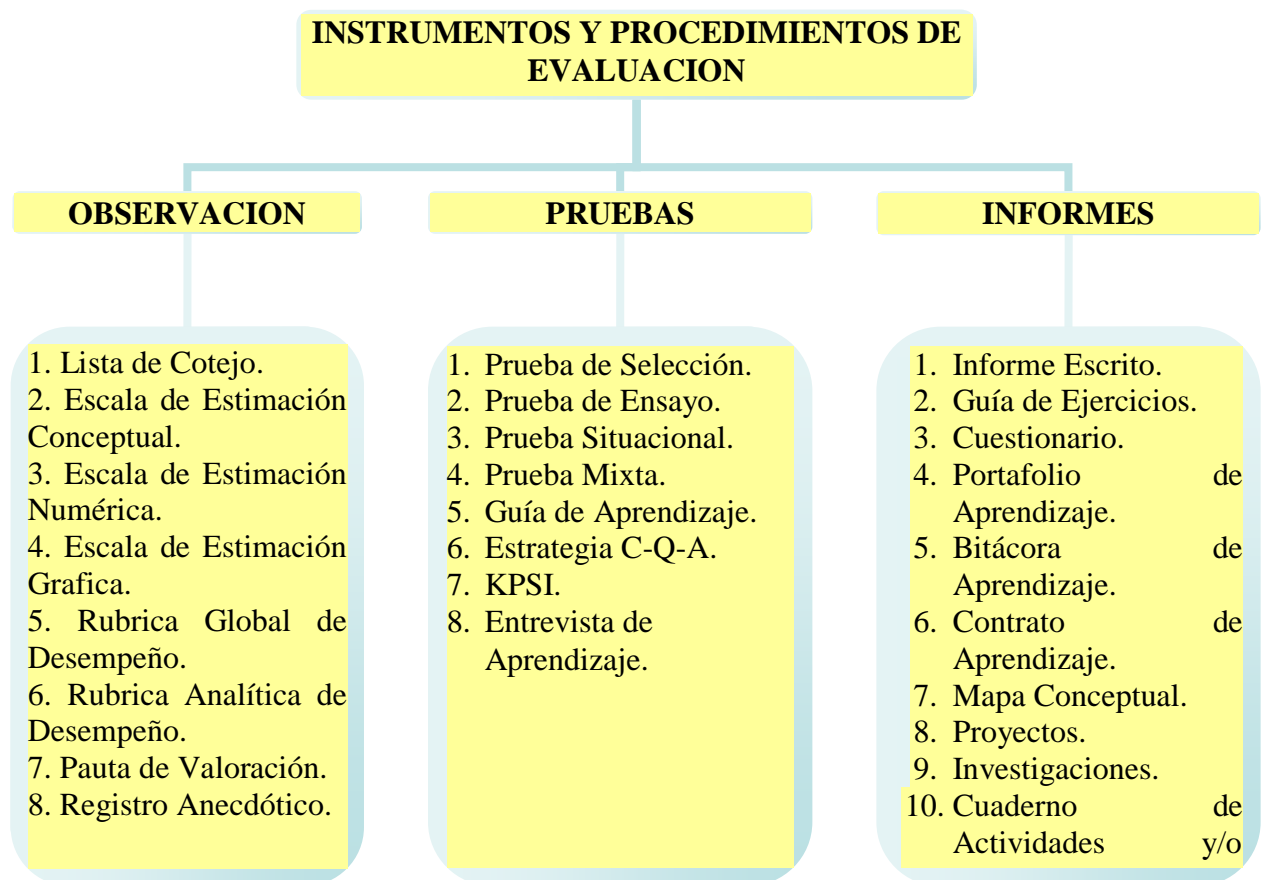 INSTRUMENTOS Y PROCEDIMIENTOS DE
EVALUACION
OBSERVACION
PRUEBAS
INFORMES
1. Lista de Cotejo.
2. Escala de Estimación
Conceptual.
3. Escala de Estimación
Numérica.
4. Escala de Estimación
Grafica.
5. Rubrica Global de
Desempeño.
6. Rubrica Analítica de
Desempeño.
7. Pauta de Valoración.
8. Registro Anecdótico.
1. Prueba de Selección.
2. Prueba de Ensayo.
3. Prueba Situacional.
4. Prueba Mixta.
5. Guía de Aprendizaje.
6. Estrategia C-Q-A.
7. KPSI.
8. Entrevista de
Aprendizaje.
1. Informe Escrito.
2. Guía de Ejercicios.
3. Cuestionario.
4. Portafolio de
Aprendizaje.
5. Bitácora de
Aprendizaje.
6. Contrato de
Aprendizaje.
7. Mapa Conceptual.
8. Proyectos.
9. Investigaciones.
10. Cuaderno de
Actividades y/o